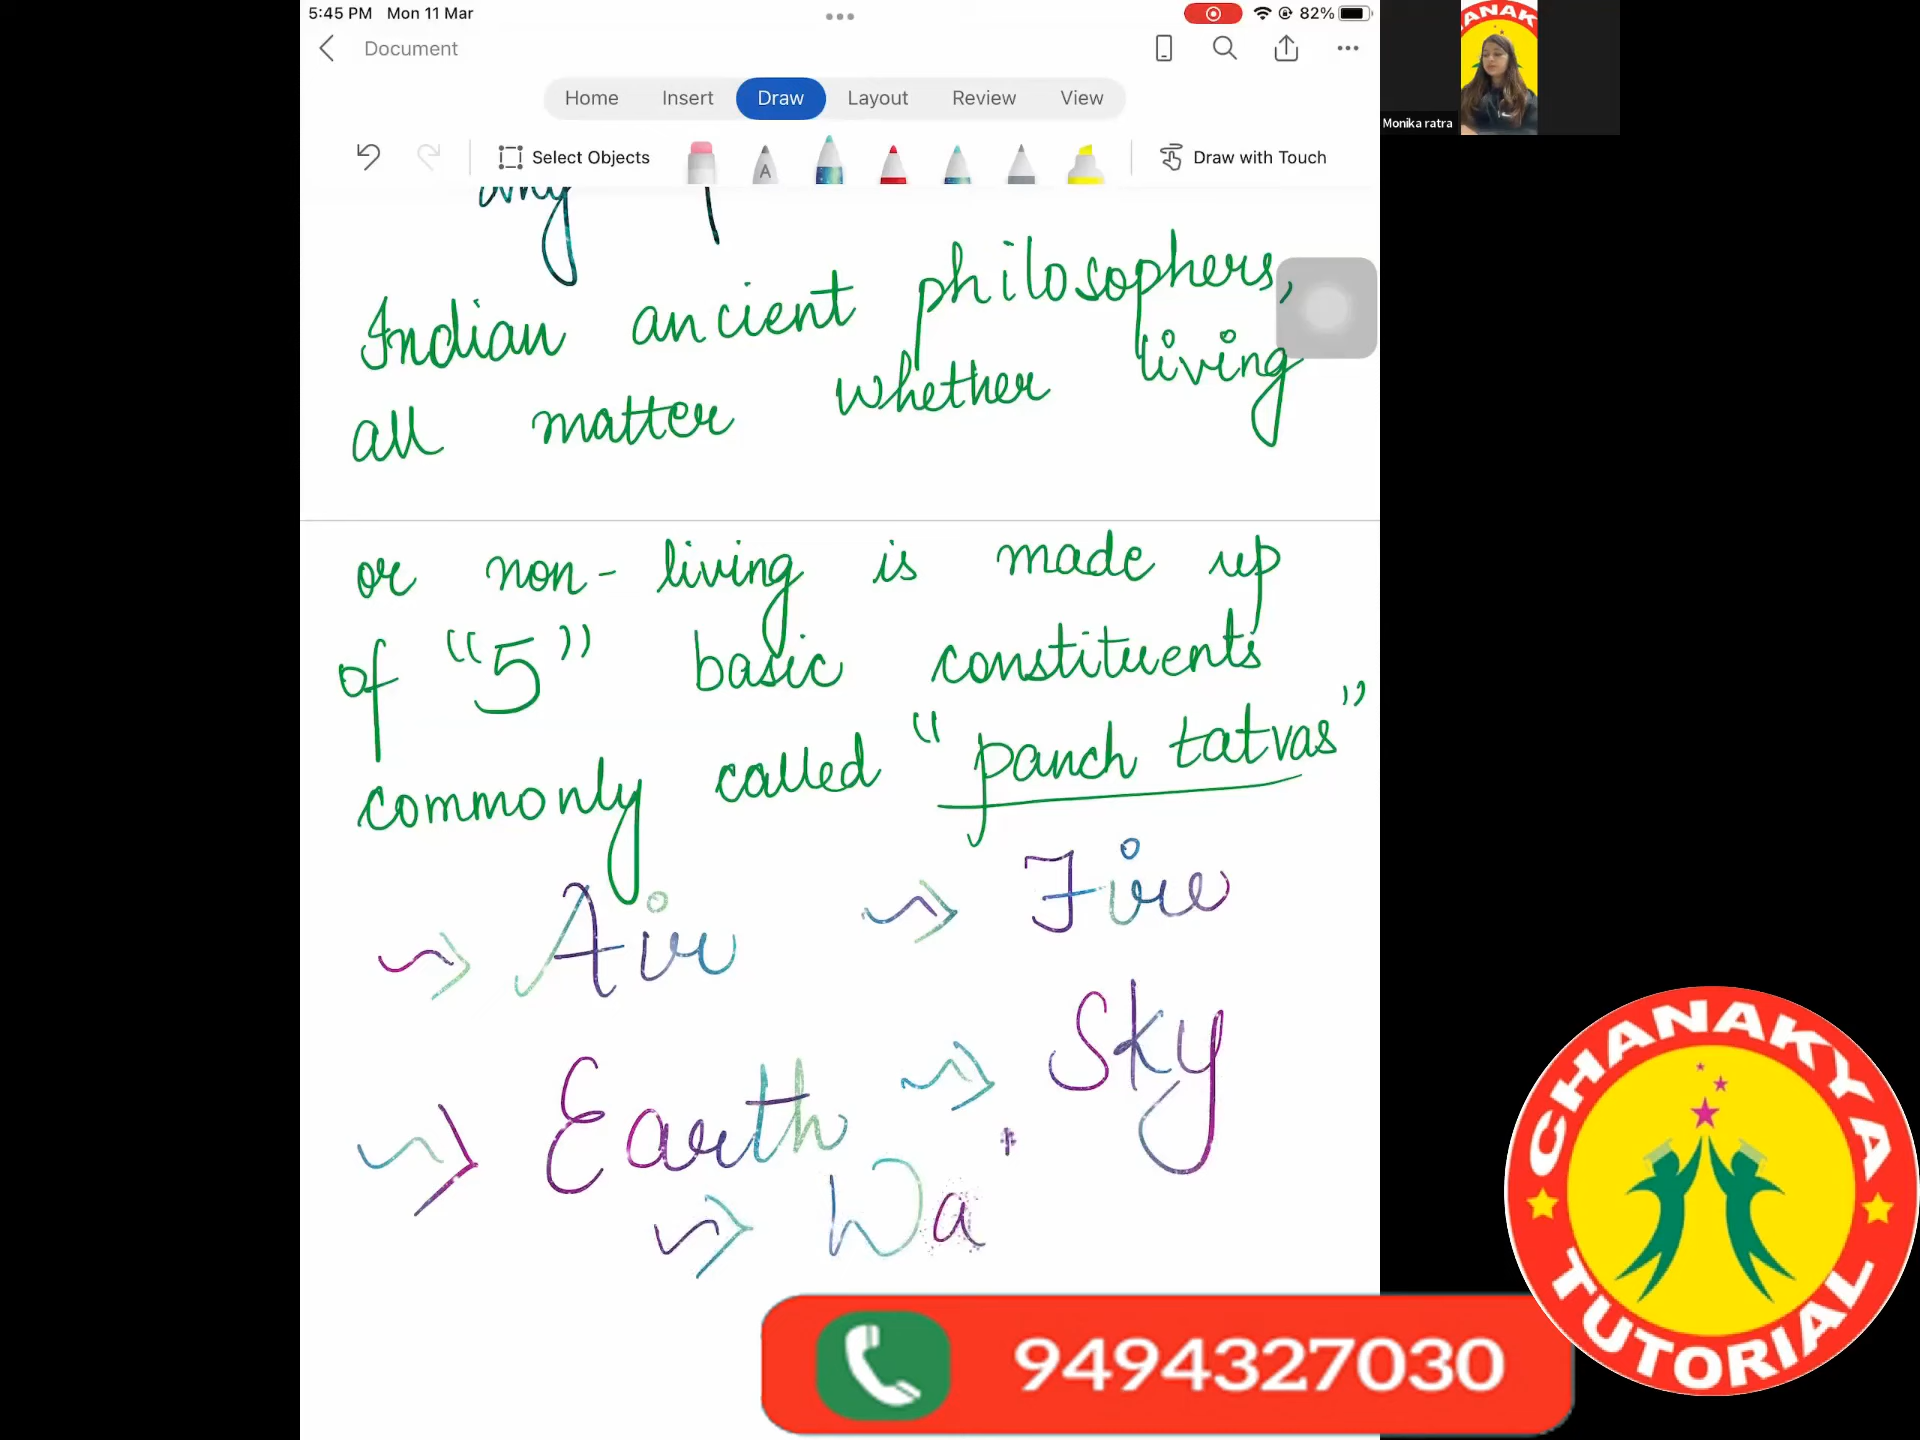 5:45 PM Mon 11 Mar
82%
Document
Home Insert Draw Layout Review View
Select Objects
A
Draw with Touch
CHANAK
Monika ratra
any
Indian ancient philosophers,
all matter whether living
or non-living is made up
of "5" basic constituents
commonly called "panch tatvas"
Air Fire
Earth Sky
Wa
CHANAKYA
TUTORIAL
9494327030